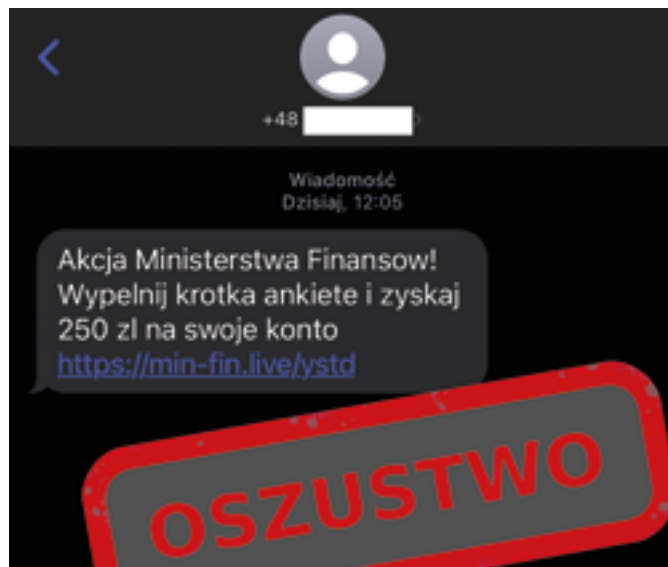 +48
Wiadomość
Dzisiaj, 12:05
Akcja Ministerstwa Finansow!
Wypelnij krotka ankiete i zyskaj
250 zl na swoje konto
https://min-fin.live/ystd
OSZUSTWO